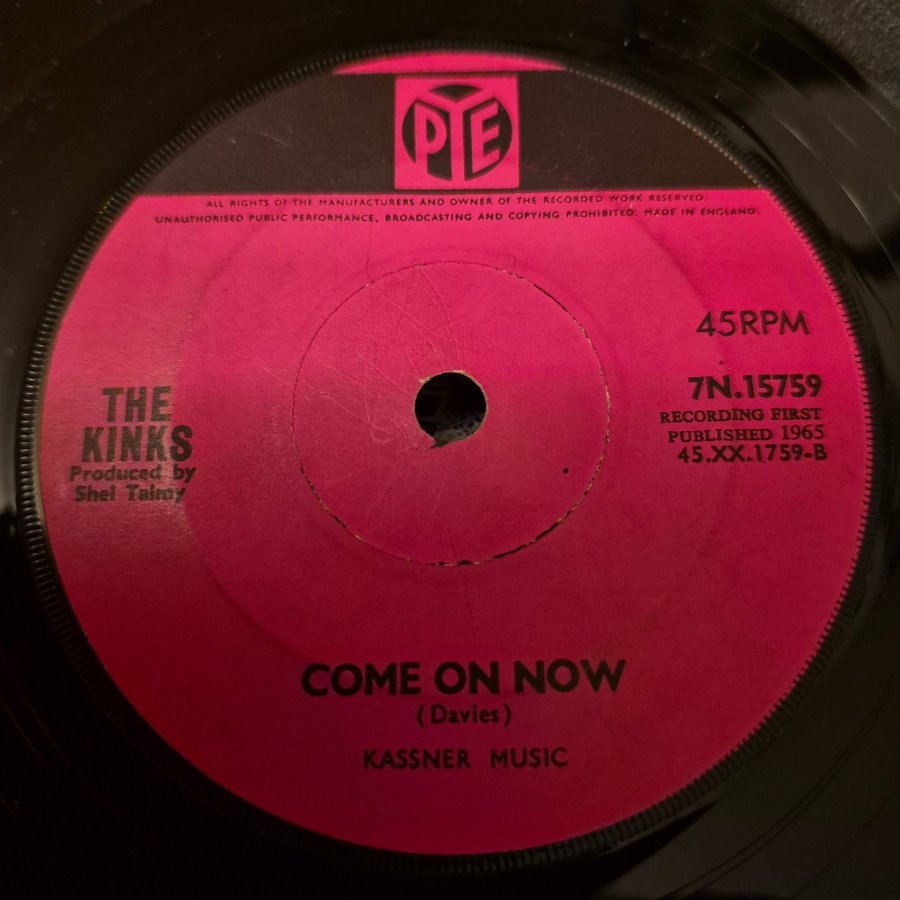 PYE
ALL RIGHTS OF THE MANUFACTURERS AND OWNER OF THE RECORDED WORK RESERVED.
UNAUTHORISED PUBLIC PERFORMANCE, BROADCASTING AND COPYING PROHIBITED. MADE IN ENGLAND.
45RPM
7N.15759
RECORDING FIRST
PUBLISHED 1965
45.XX.1759-B
THE
KINKS
Produced by
Shel Talmy
COME ON NOW
(Davies)
KASSNER MUSIC